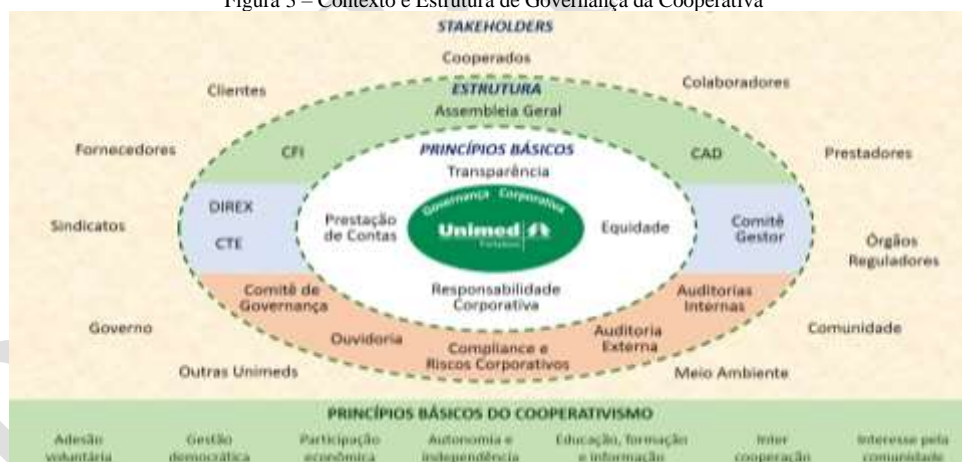 Figura 3 – Contexto e Estrutura de Governança da Cooperativa
STAKEHOLDERS
Cooperados
Clientes
Colaboradores
ESTRUTURA
Assembleia Geral
Fornecedores
CFI
CAD
Prestadores
PRINCÍPIOS BÁSICOS
Transparência
Governança Corporativa
Unimed
Fortaleza
Sindicatos
DIREX
CTE
Prestação
de Contas
Equidade
Comitê
Gestor
Órgãos
Reguladores
Responsabilidade
Corporativa
Comitê de
Governança
Auditorias
Internas
Governo
Ouvidoria
Compliance e
Riscos Corporativos
Auditoria
Externa
Comunidade
Outras Unimeds
Meio Ambiente
PRINCÍPIOS BÁSICOS DO COOPERATIVISMO
Adesão
voluntária
Gestão
democrática
Participação
econômica
Autonomia e
independência
Educação, formação
e informação
Inter
cooperação
Interesse pela
comunidade